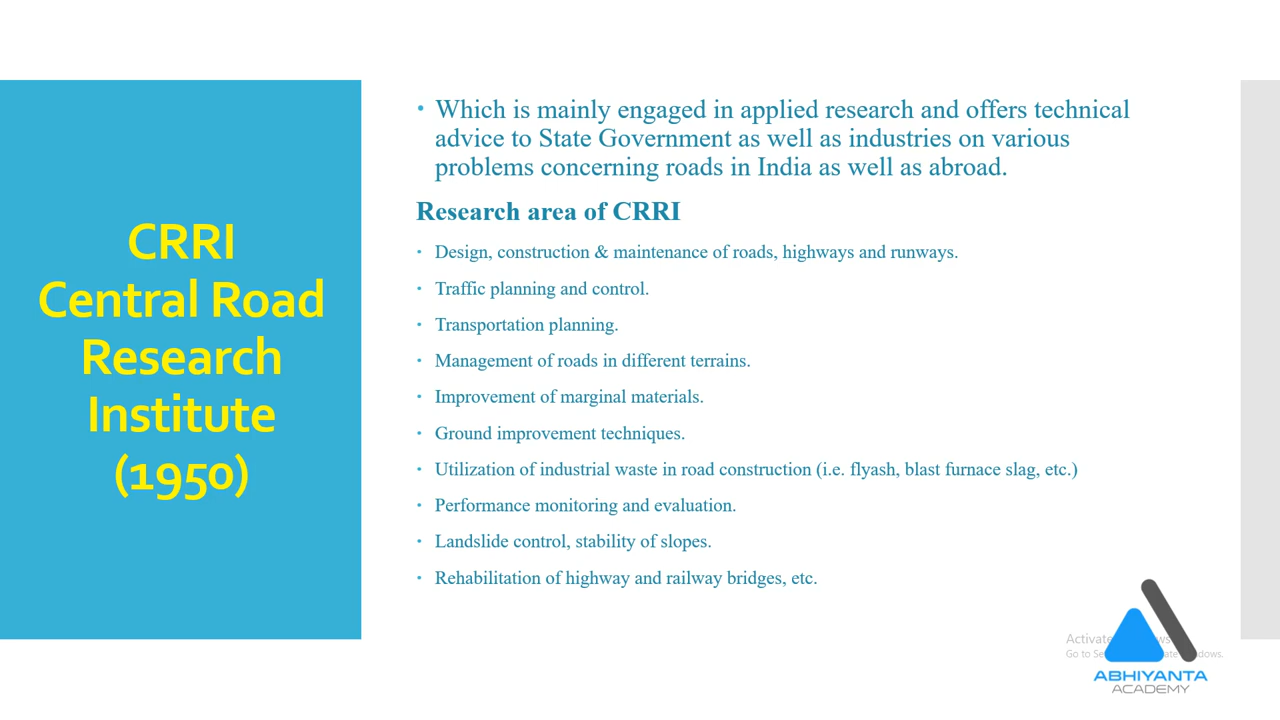 CRRI
Central Road
Research
Institute
(1950)
• Which is mainly engaged in applied research and offers technical
advice to State Government as well as industries on various
problems concerning roads in India as well as abroad.
Research area of CRRI
• Design, construction & maintenance of roads, highways and runways.
• Traffic planning and control.
• Transportation planning.
• Management of roads in different terrains.
• Improvement of marginal materials.
• Ground improvement techniques.
• Utilization of industrial waste in road construction (i.e. flyash, blast furnace slag, etc.)
• Performance monitoring and evaluation.
• Landslide control, stability of slopes.
• Rehabilitation of highway and railway bridges, etc.
Activate
Go to
ABHIYANTA
ACADEMY